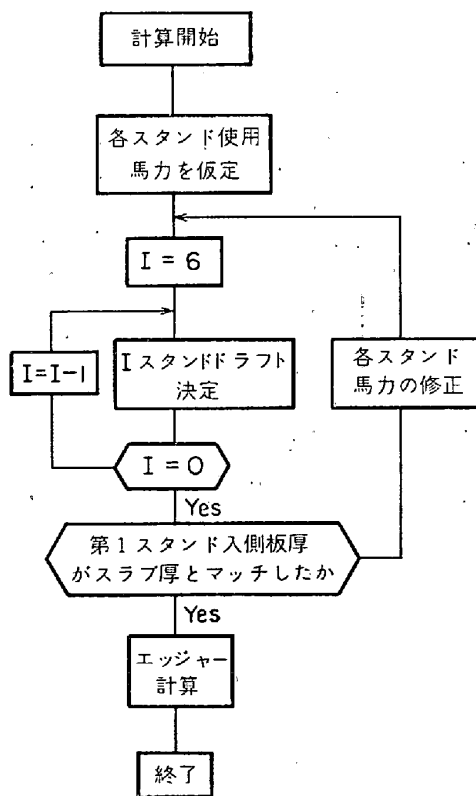 計算開始
各スタンド使用
馬力を仮定
I = 6
I=I-1
Iスタンドドラフト
決定
各スタンド
馬力の修正
I = 0
Yes
第1スタンド入側板厚
がスラブ厚とマッチしたか
Yes
エッジャー
計算
終了